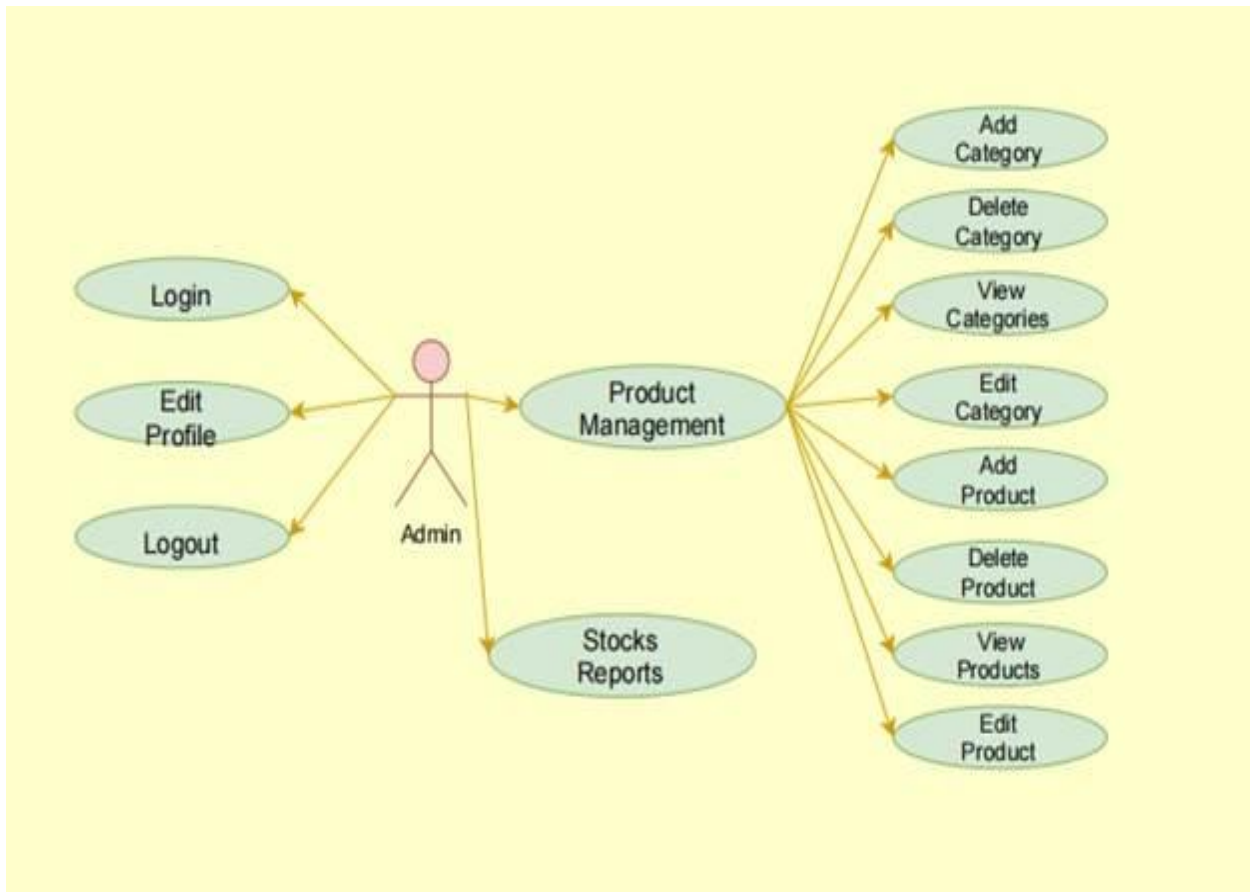 Login
Edit
Profile
Logout
Admin
Product
Management
Stocks
Reports
Add
Category
Delete
Category
View
Categories
Edit
Category
Add
Product
Delete
Product
View
Products
Edit
Product